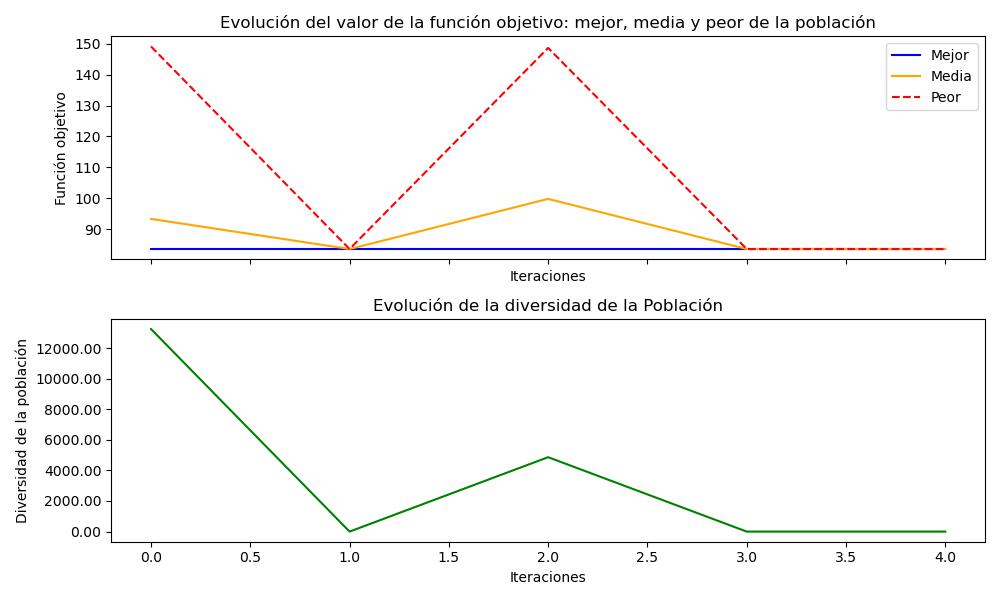 Evolución del valor de la función objetivo: mejor, media y peor de la población
150
140
130
120
110
100
90
Función objetivo
Mejor
Media
Peor
Iteraciones
Evolución de la diversidad de la Población
12000.00
10000.00
8000.00
6000.00
4000.00
2000.00
0.00
Diversidad de la población
0.0 0.5 1.0 1.5 2.0 2.5 3.0 3.5 4.0
Iteraciones